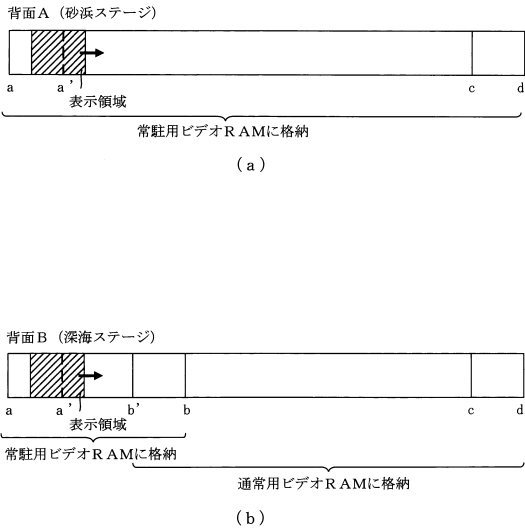 背面A（砂浜ステージ）
a a' c d
表示領域
常駐用ビデオRAMに格納
(a)
背面B（深海ステージ）
a a' b' b c d
表示領域
常駐用ビデオRAMに格納
通常用ビデオRAMに格納
(b)